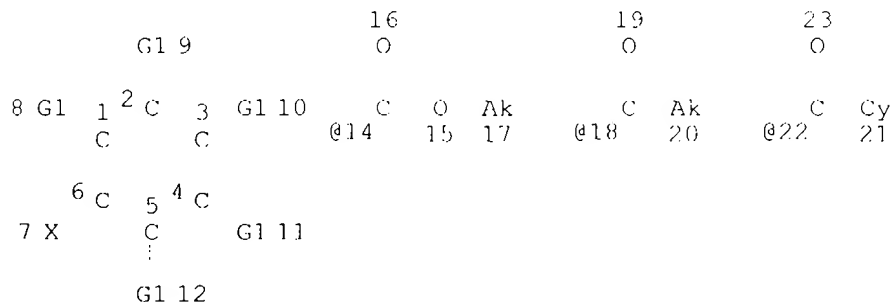 16 19 23
G1 9 O O O
8 G1 1 2 C 3 G1 10 C O Ak C Ak C Cy
C C @14 15 17 @18 20 @22 21
6 C 5 4 C
7 X C G1 11
G1 12